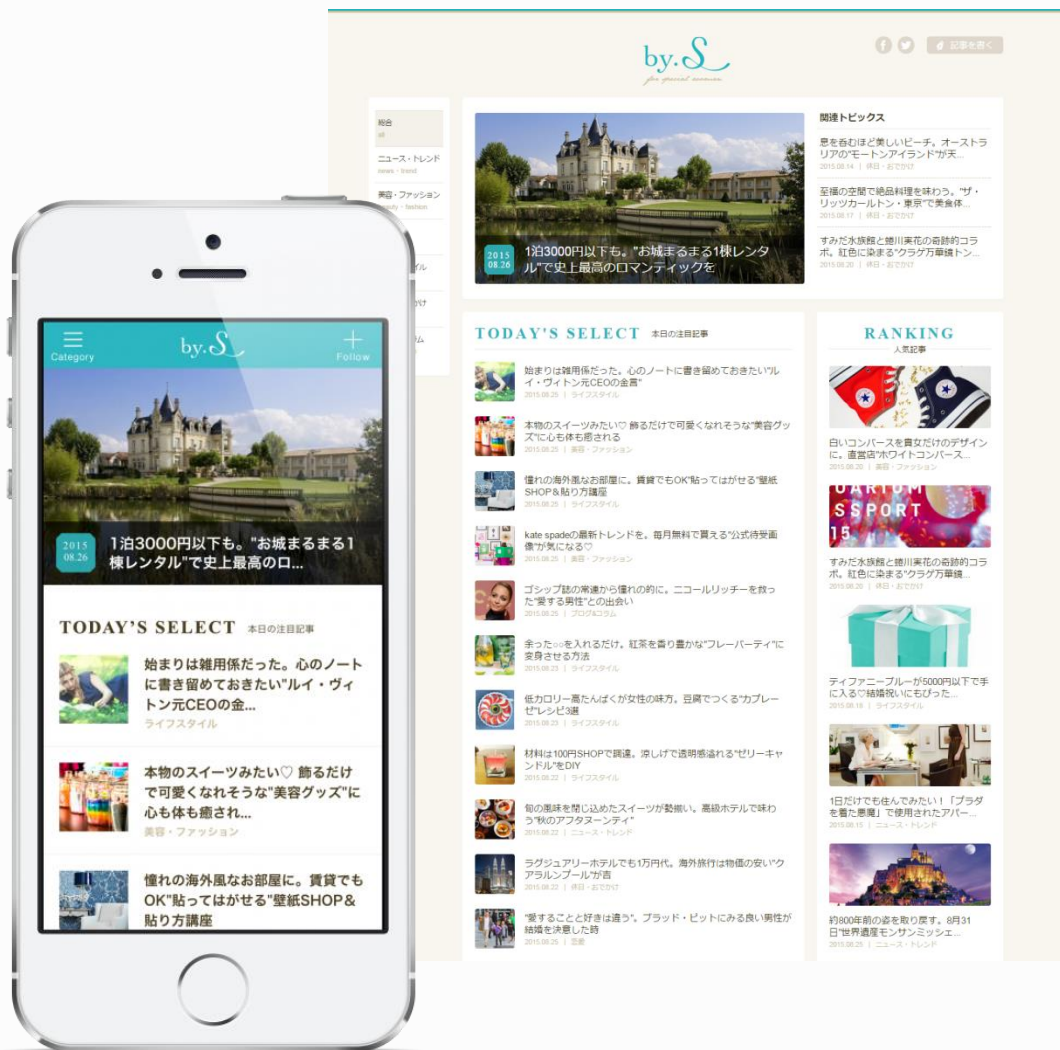 by.S
for special women
記事を書く
総合
all
ニュース・トレンド
news・trend
美容・ファッション
beauty・fashion
2015
08.26
1泊3000円以下も。"お城まるまる1棟レンタ
ル"で史上最高のロマンティックを
関連トピックス
息を呑むほど美しいビーチ。オーストラ
リアの"モートンアイランド"が天...
2015.08.14 | 休日・おでかけ
至福の空間で絶品料理を味わう。"ザ・
リッツカールトン・東京"で美食体...
2015.08.17 | 休日・おでかけ
すみだ水族館と蜷川実花の奇跡的コラ
ボ。紅色に染まる"クラゲ万華鏡トン...
2015.08.20 | 休日・おでかけ
TODAY'S SELECT 本日の注目記事
始まりは雑用係だった。心のノートに書き留めておきたい"ル
イ・ヴィトン元CEOの金言"
2015.08.25 | ライフスタイル
本物のスイーツみたい♡ 飾るだけで可愛くなれそうな"美容グッ
ズ"に心も体も癒される
2015.08.25 | 美容・ファッション
憧れの海外風なお部屋に。賃貸でもOK"貼ってはがせる"壁紙
SHOP＆貼り方講座
2015.08.25 | ライフスタイル
kate spadeの最新トレンドを。毎月無料で貰える"公式待受画
像"が気になる♡
2015.08.25 | 美容・ファッション
ゴシップ誌の常連から憧れの的に。ニコールリッチーを救っ
た"愛する男性"との出会い
2015.08.25 | ブログ&コラム
余った○○を入れるだけ。紅茶を香り豊かな"フレーバーティ"に
変身させる方法
2015.08.23 | ライフスタイル
低カロリー高たんぱくが女性の味方。豆腐でつくる"カプレー
ゼ"レシピ3選
2015.08.23 | ライフスタイル
材料は100円SHOPで調達。涼しげで透明感溢れる"ゼリーキャ
ンドル"をDIY
2015.08.22 | ライフスタイル
旬の風味を閉じ込めたスイーツが勢揃い。高級ホテルで味わ
う"秋のアフタヌーンティ"
2015.08.22 | ニュース・トレンド
ラグジュアリーホテルでも1万円代。海外旅行は物価の安い"ク
アラルンプール"が吉
2015.08.22 | 休日・おでかけ
"愛することと好きは違う"。ブラッド・ピットにみる良い男性が
結婚を決意した時
2015.08.25 | 恋愛
RANKING
人気記事
白いコンバースを貴女だけのデザイン
に。直営店"ホワイトコンバース...
2015.08.20 | 美容・ファッション
SSPORT
15
すみだ水族館と蜷川実花の奇跡的コラ
ボ。紅色に染まる"クラゲ万華鏡...
2015.08.20 | 休日・おでかけ
ティファニーブルーが5000円以下で手
に入る♡結婚祝いにもぴった...
2015.08.18 | ライフスタイル
1日だけでも住んでみたい！「プラダ
を着た悪魔」で使用されたアパー...
2015.08.15 | ニュース・トレンド
約800年前の姿を取り戻す。8月31
日"世界遺産モンサンミッシェ...
2015.06.25 | ニュース・トレンド
Category
by.S
Follow
2015
08.26
1泊3000円以下も。"お城まるまる1
棟レンタル"で史上最高のロ...
TODAY'S SELECT 本日の注目記事
始まりは雑用係だった。心のノート
に書き留めておきたい"ルイ・ヴィ
トン元CEOの金...
ライフスタイル
本物のスイーツみたい♡ 飾るだけ
で可愛くなれそうな"美容グッズ"に
心も体も癒され...
美容・ファッション
憧れの海外風なお部屋に。賃貸でも
OK"貼ってはがせる"壁紙SHOP＆
貼り方講座